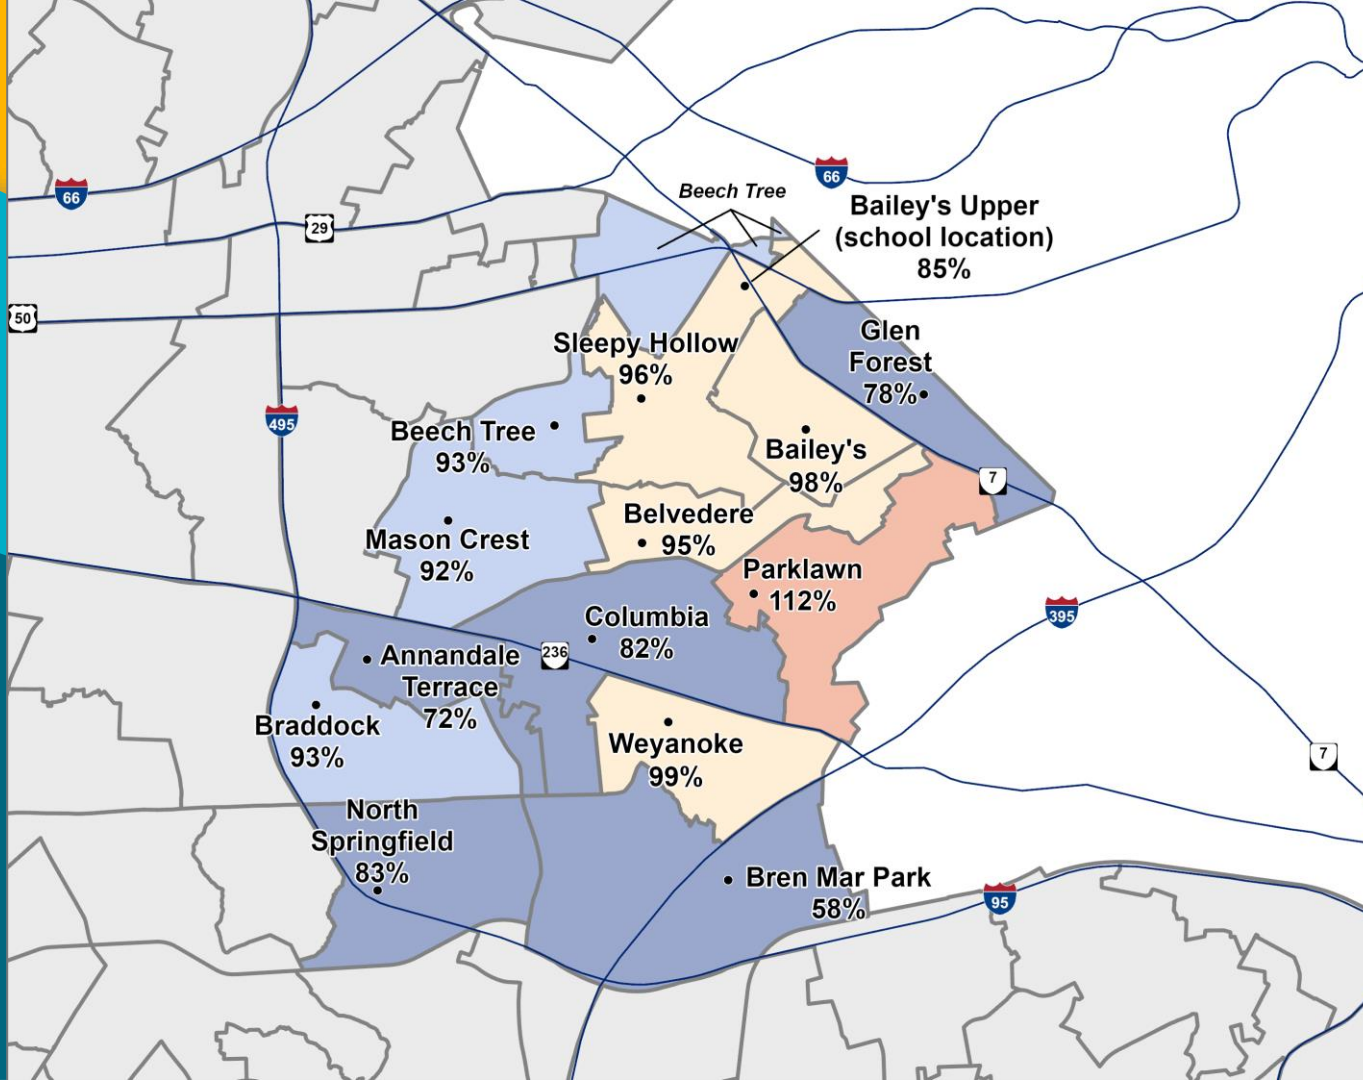 Beech Tree
66
Bailey's Upper
(school location)
85%
66
29
50
Glen
Forest
78%
Sleepy Hollow
96%
495
Beech Tree
93%
Bailey's
98%
7
Belvedere
95%
Mason Crest
92%
Parklawn
112%
395
Columbia
82%
236
Annandale
Terrace
72%
Braddock
93%
Weyanoke
99%
7
North
Springfield
83%
Bren Mar Park
58%
95